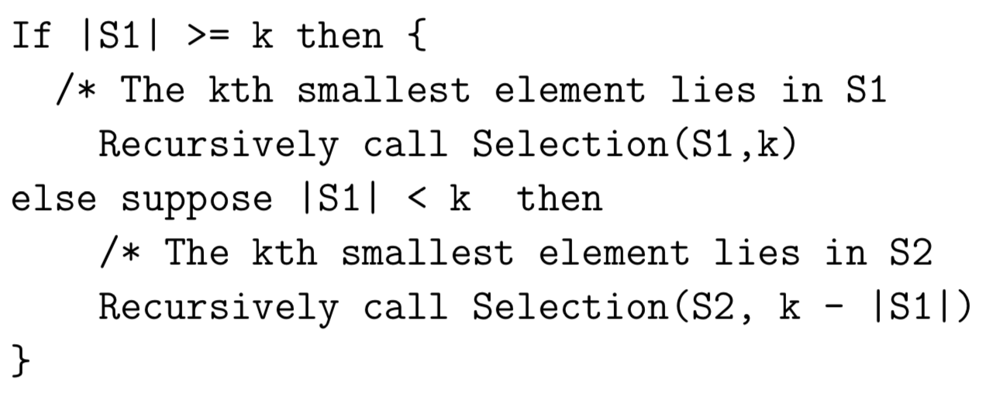 If |S1| >= k then {
/* The kth smallest element lies in S1
Recursively call Selection(S1,k)
else suppose |S1| < k then
/* The kth smallest element lies in S2
Recursively call Selection(S2, k - |S1|)
}